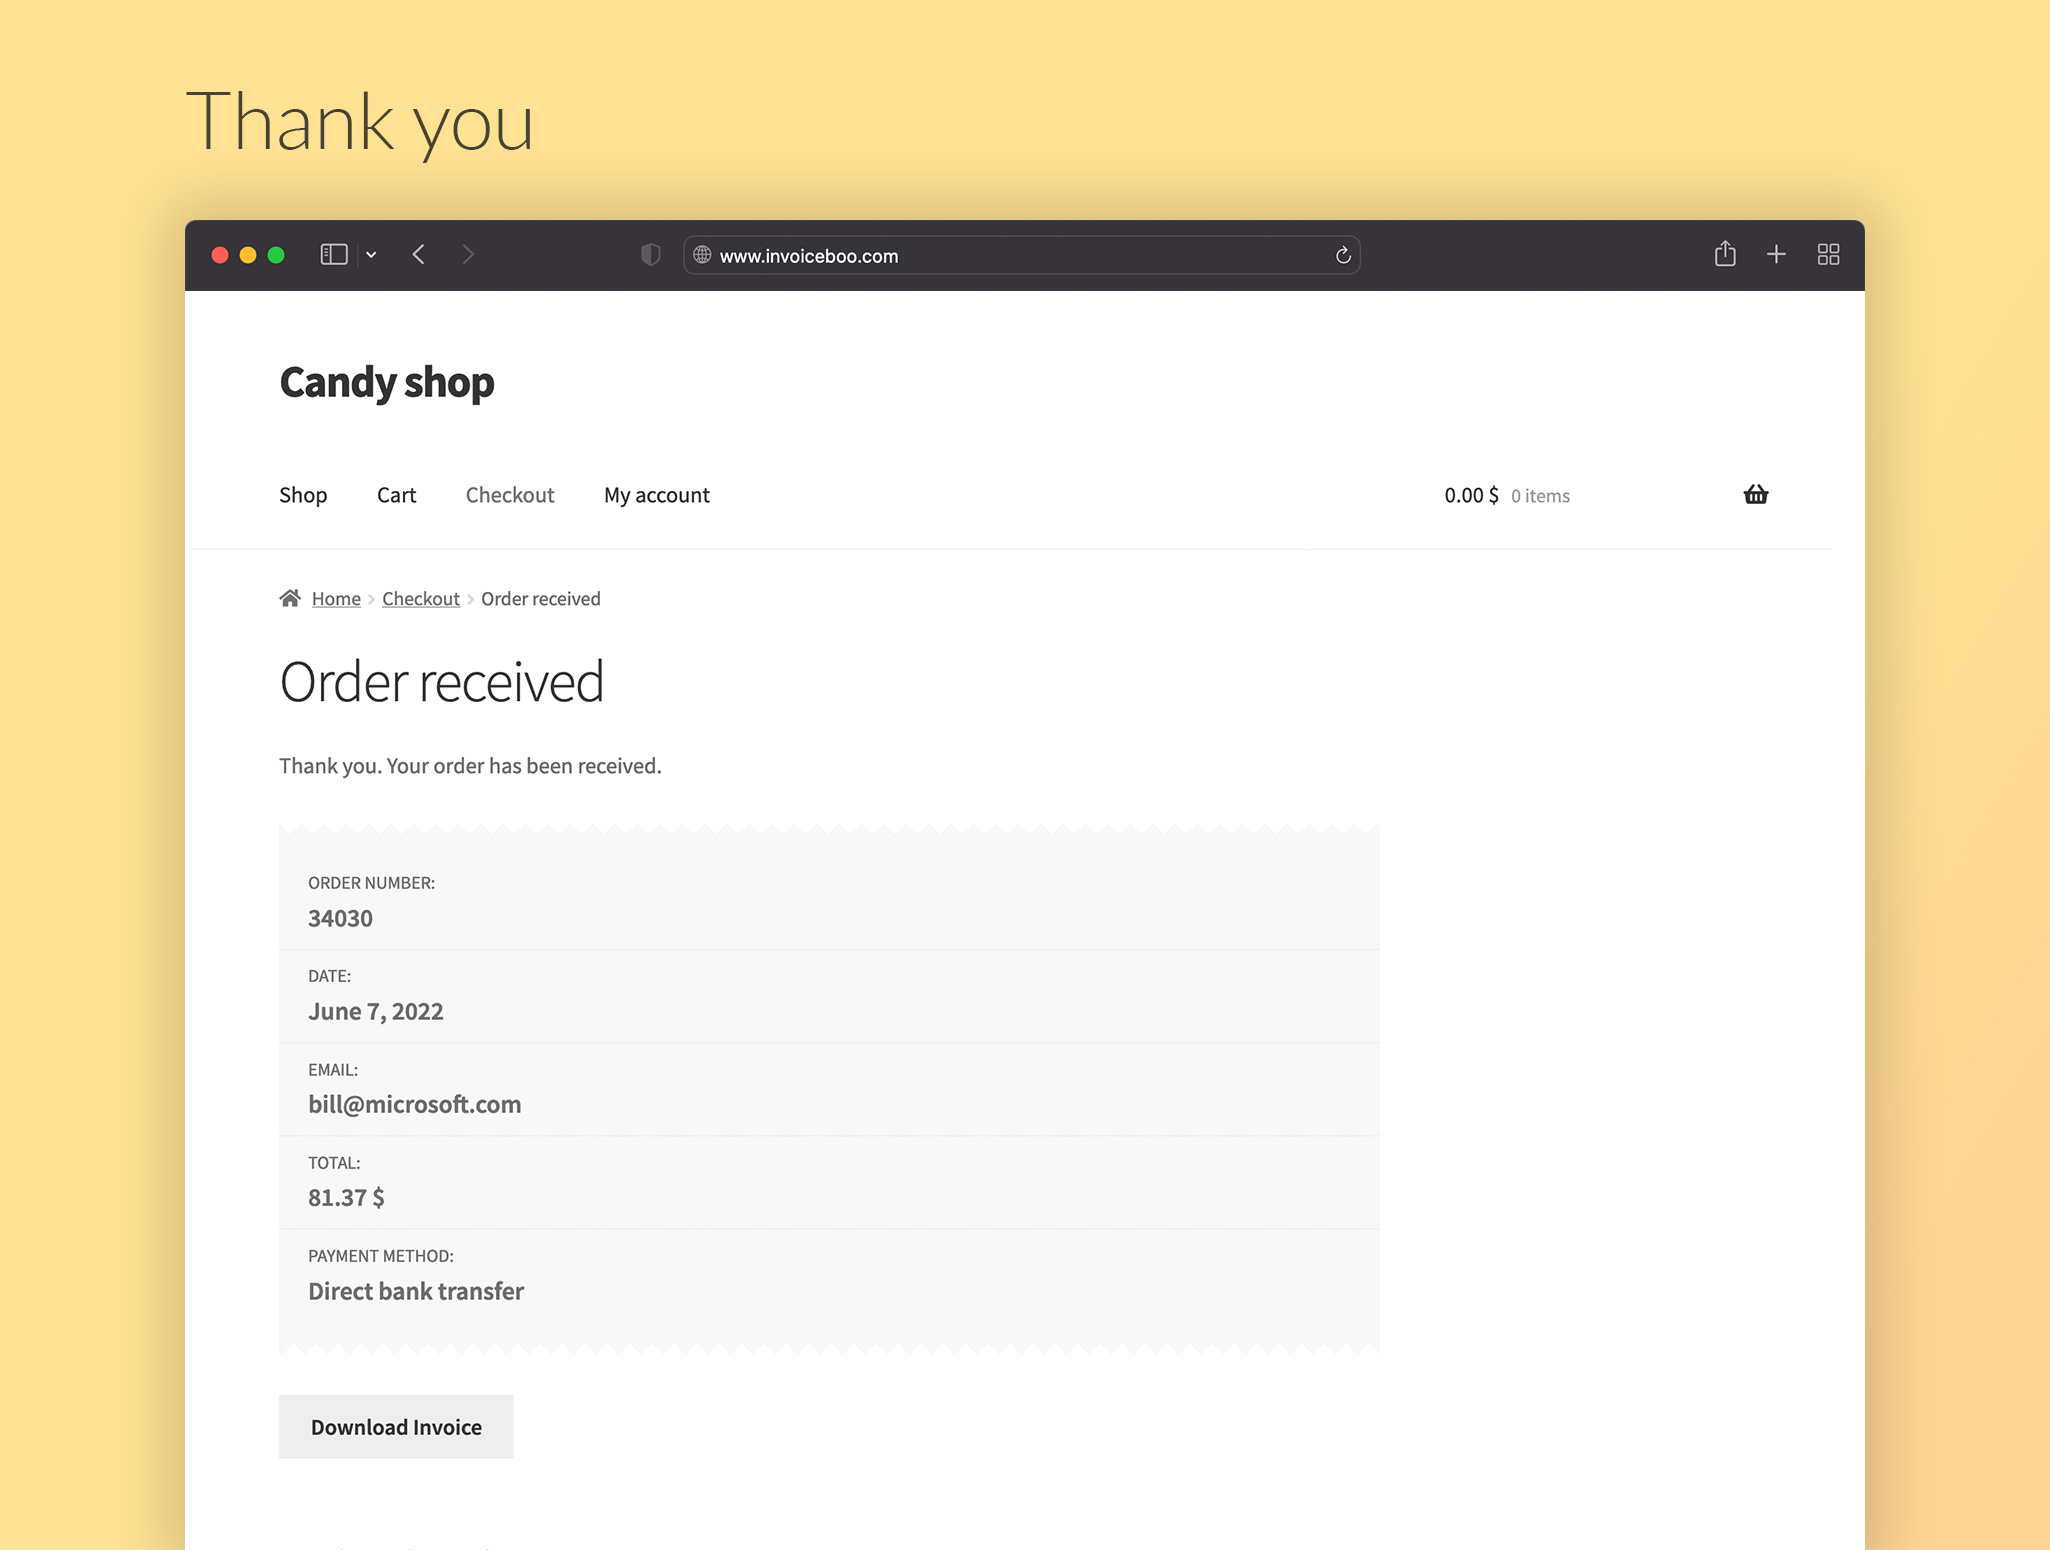 Thank you
www.invoiceboo.com
Candy shop
Shop Cart Checkout My account 0.00 $ 0 items
Home Checkout Order received
Order received
Thank you. Your order has been received.
ORDER NUMBER:
34030
DATE:
June 7, 2022
EMAIL:
bill@microsoft.com
TOTAL:
81.37 $
PAYMENT METHOD:
Direct bank transfer
Download Invoice